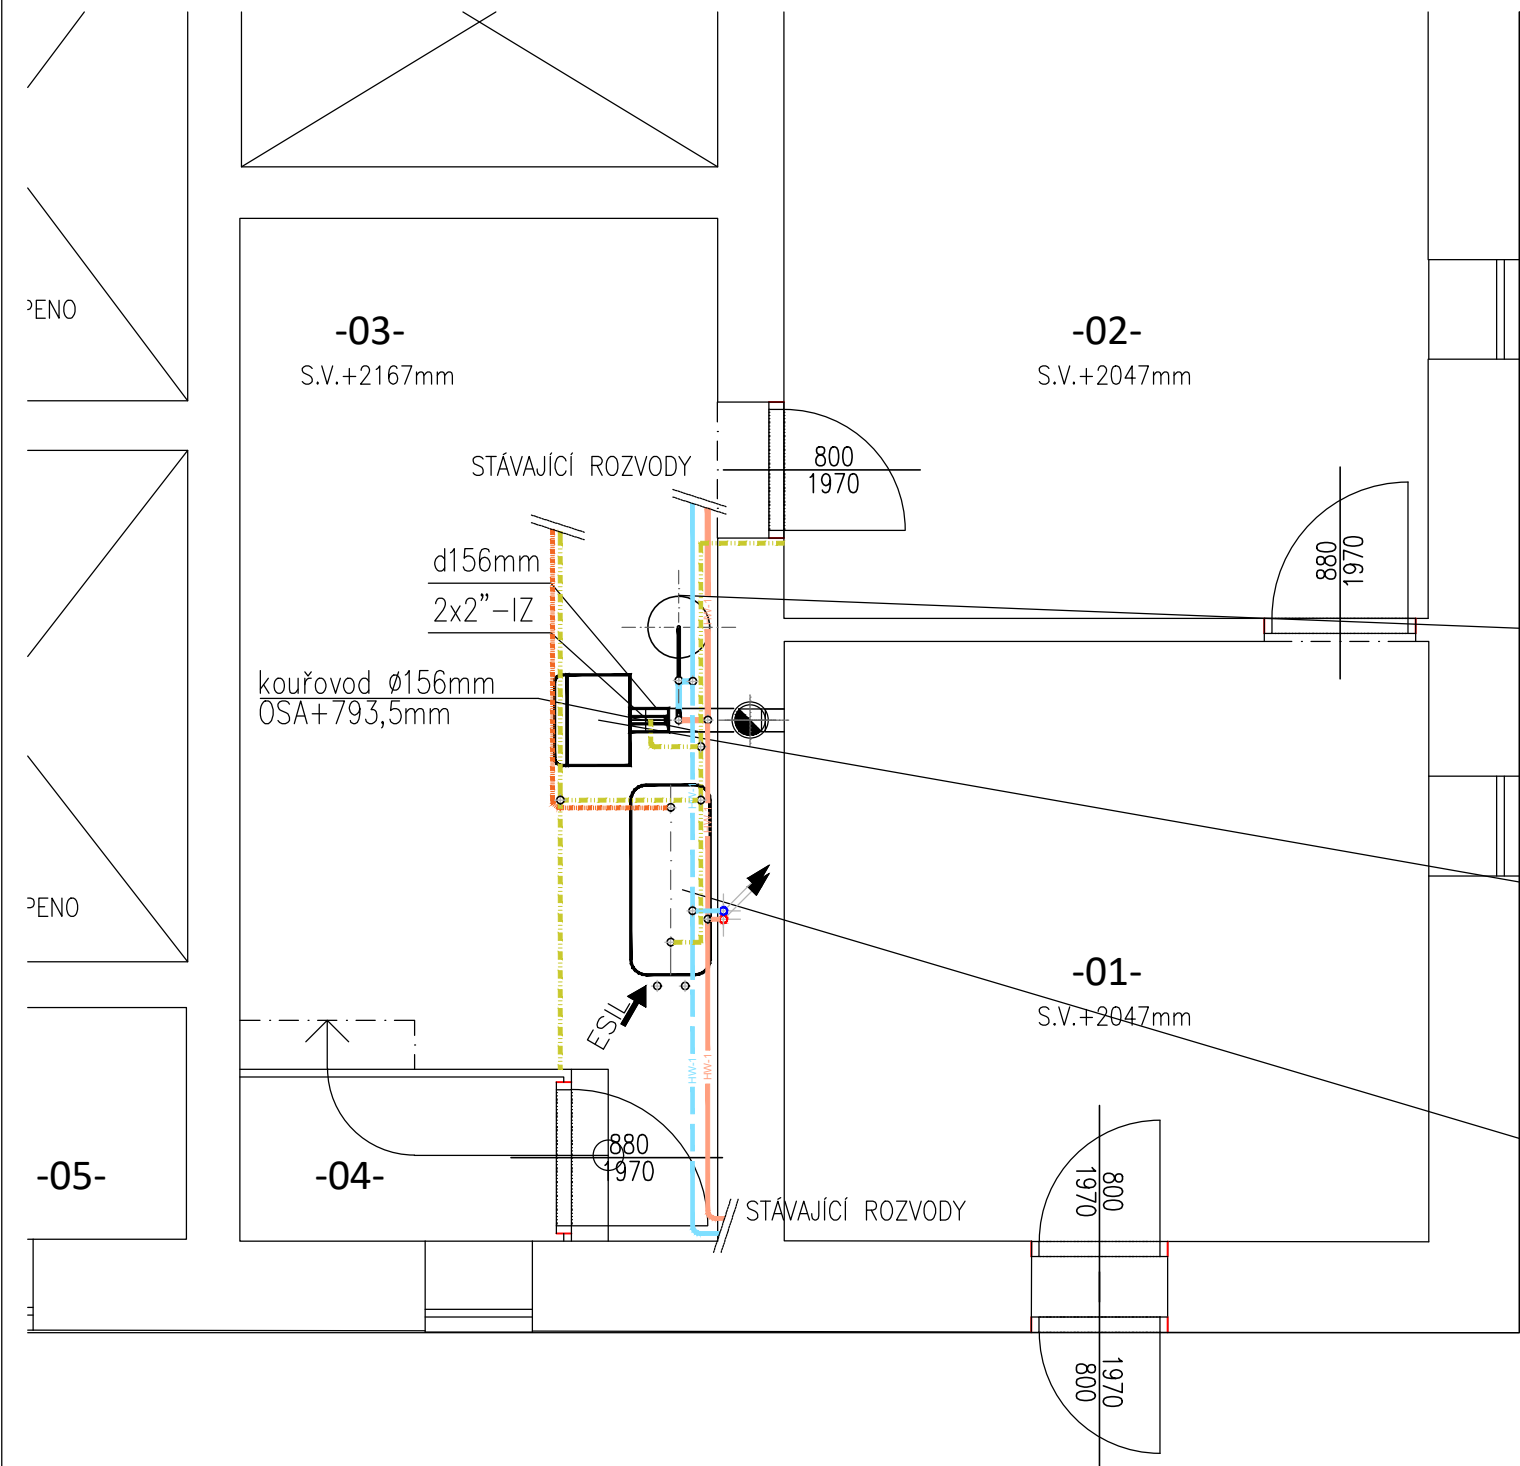 -03-
S.V.+2167mm
-02-
S.V.+2047mm
PENO
STÁVAJÍCÍ ROZVODY
800
1970
880
1970
d156mm
2x2”-IZ
kouřovod Ø156mm
OSA+793,5mm
PENO
ESIL
-01-
S.V.+2047mm
HW-1
HW-1
880
1970
-05-
-04-
STÁVAJÍCÍ ROZVODY
800
1970
1970
800